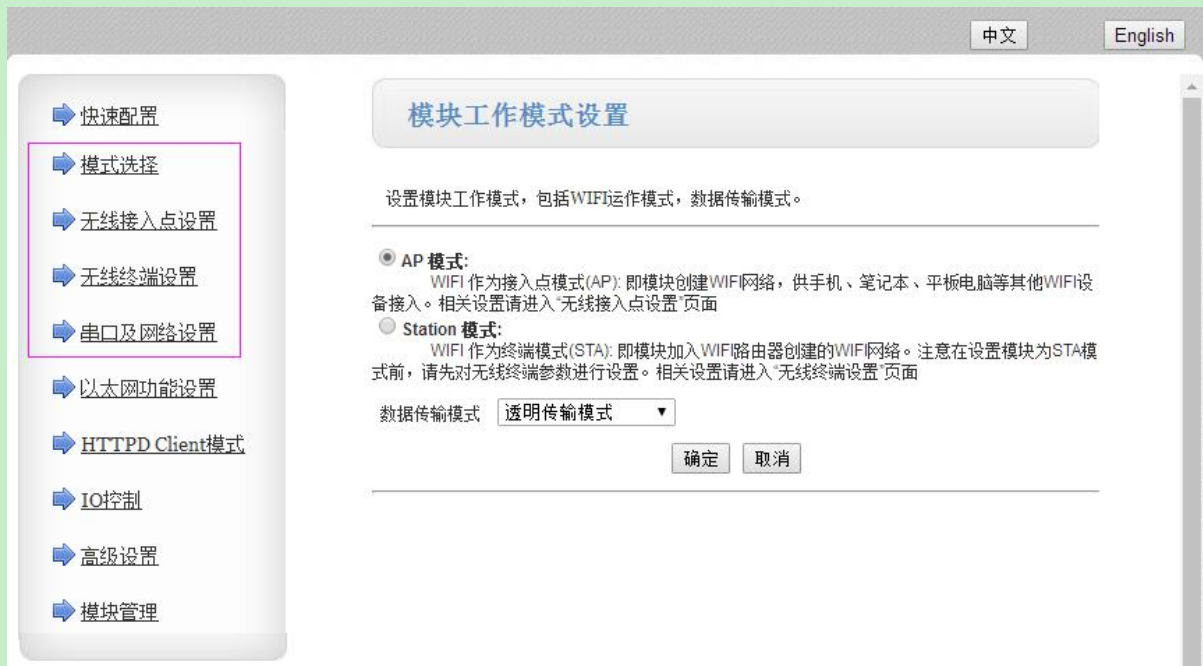 中文
English
快速配置
模式选择
无线接入点设置
无线终端设置
串口及网络设置
以太网功能设置
HTTPD Client模式
IO控制
高级设置
模块管理
模块工作模式设置
设置模块工作模式，包括WIFI运作模式，数据传输模式。
AP 模式:
WIFI 作为接入点模式(AP): 即模块创建WIFI网络，供手机、笔记本、平板电脑等其他WIFI设
备接入。相关设置请进入“无线接入点设置”页面
Station 模式:
WIFI 作为终端模式(STA): 即模块加入WIFI路由器创建的WIFI网络。注意在设置模块为STA模
式前，请先对无线终端参数进行设置。相关设置请进入“无线终端设置”页面
数据传输模式 透明传输模式
确定 取消